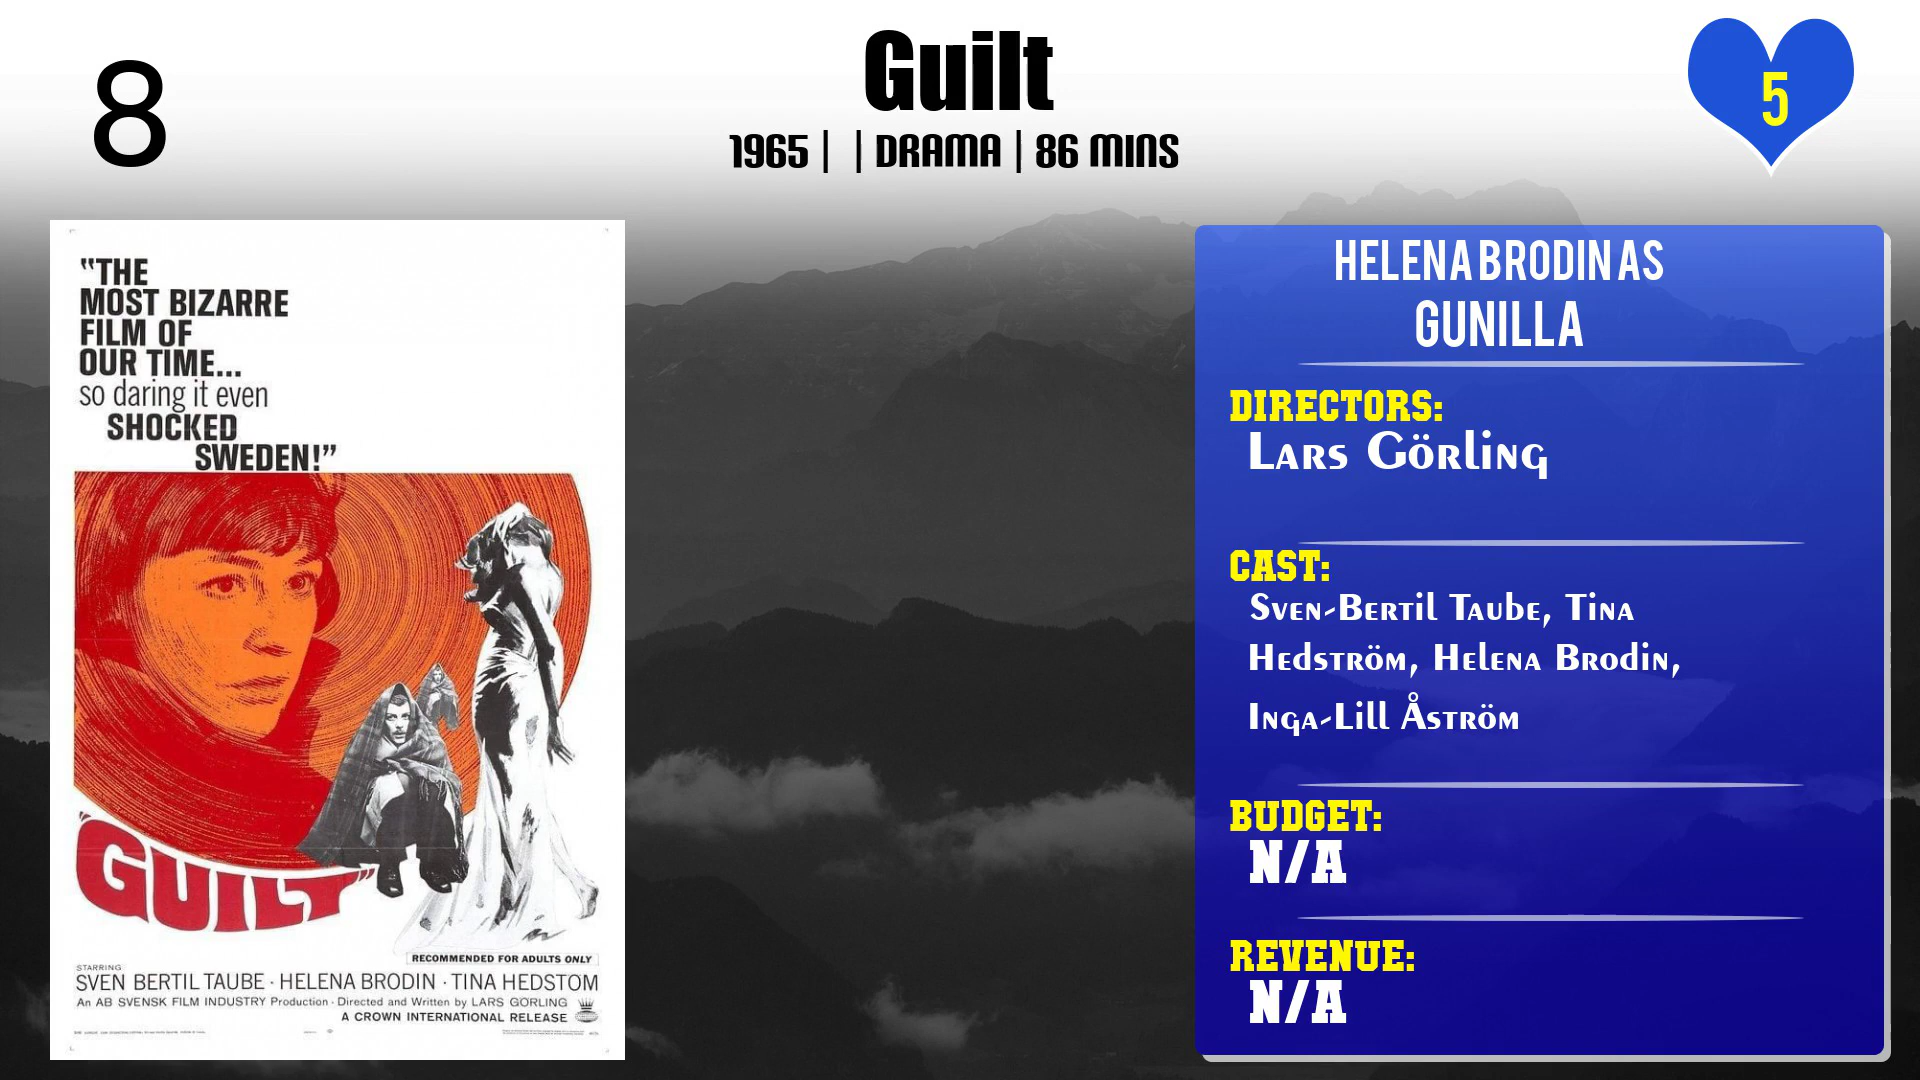 8
Guilt
1965 | | DRAMA | 86 MINS
5
"THE
MOST BIZARRE
FILM OF
OUR TIME...
so daring it even
SHOCKED
SWEDEN!"
"GUILT"
RECOMMENDED FOR ADULTS ONLY
STARRING
SVEN BERTIL TAUBE · HELENA BRODIN · TINA HEDSTOM
An AB SVENSK FILM INDUSTRY Production · Directed and Written by LARS GÖRLING
A CROWN INTERNATIONAL RELEASE
HELENA BRODIN AS
GUNILLA
DIRECTORS:
Lars Görling
CAST:
Sven-Bertil Taube, Tina
Hedström, Helena Brodin,
Inga-Lill Åström
BUDGET:
N/A
REVENUE:
N/A